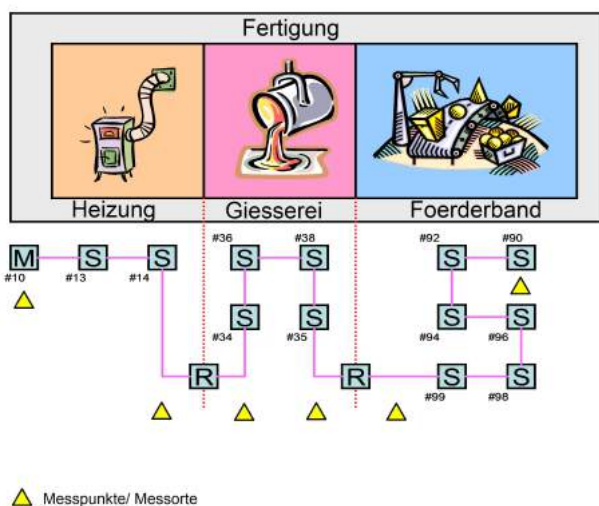 Fertigung
Heizung Giesserei Foerderband
#36 #38 #92 #90
M S S S S S S
#10 #13 #14
S S S S
#34 #35 #94 #96
R R S S
#99 #98
Messpunkte/ Messorte